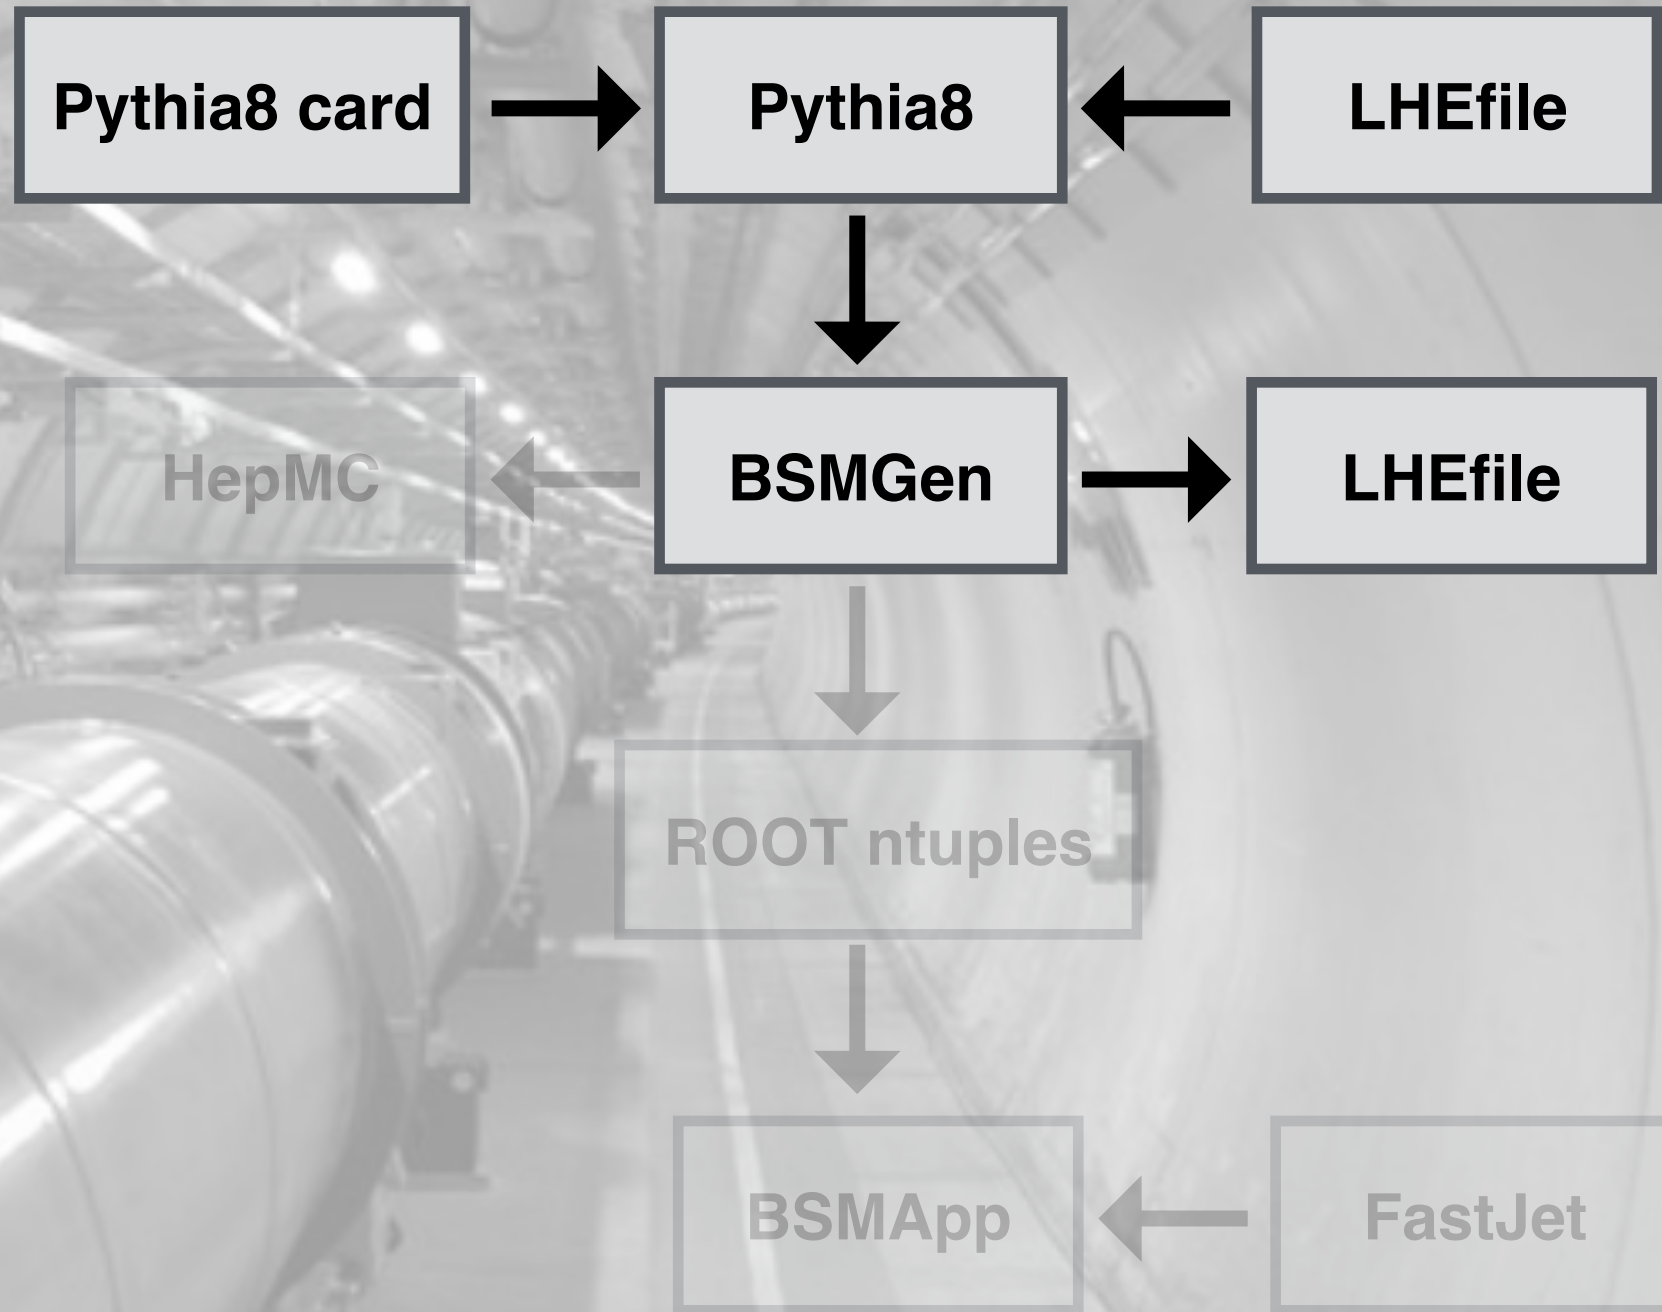 Pythia8 card
Pythia8
LHEfile
HepMC
BSMGen
LHEfile
ROOT ntuples
BSMApp
FastJet